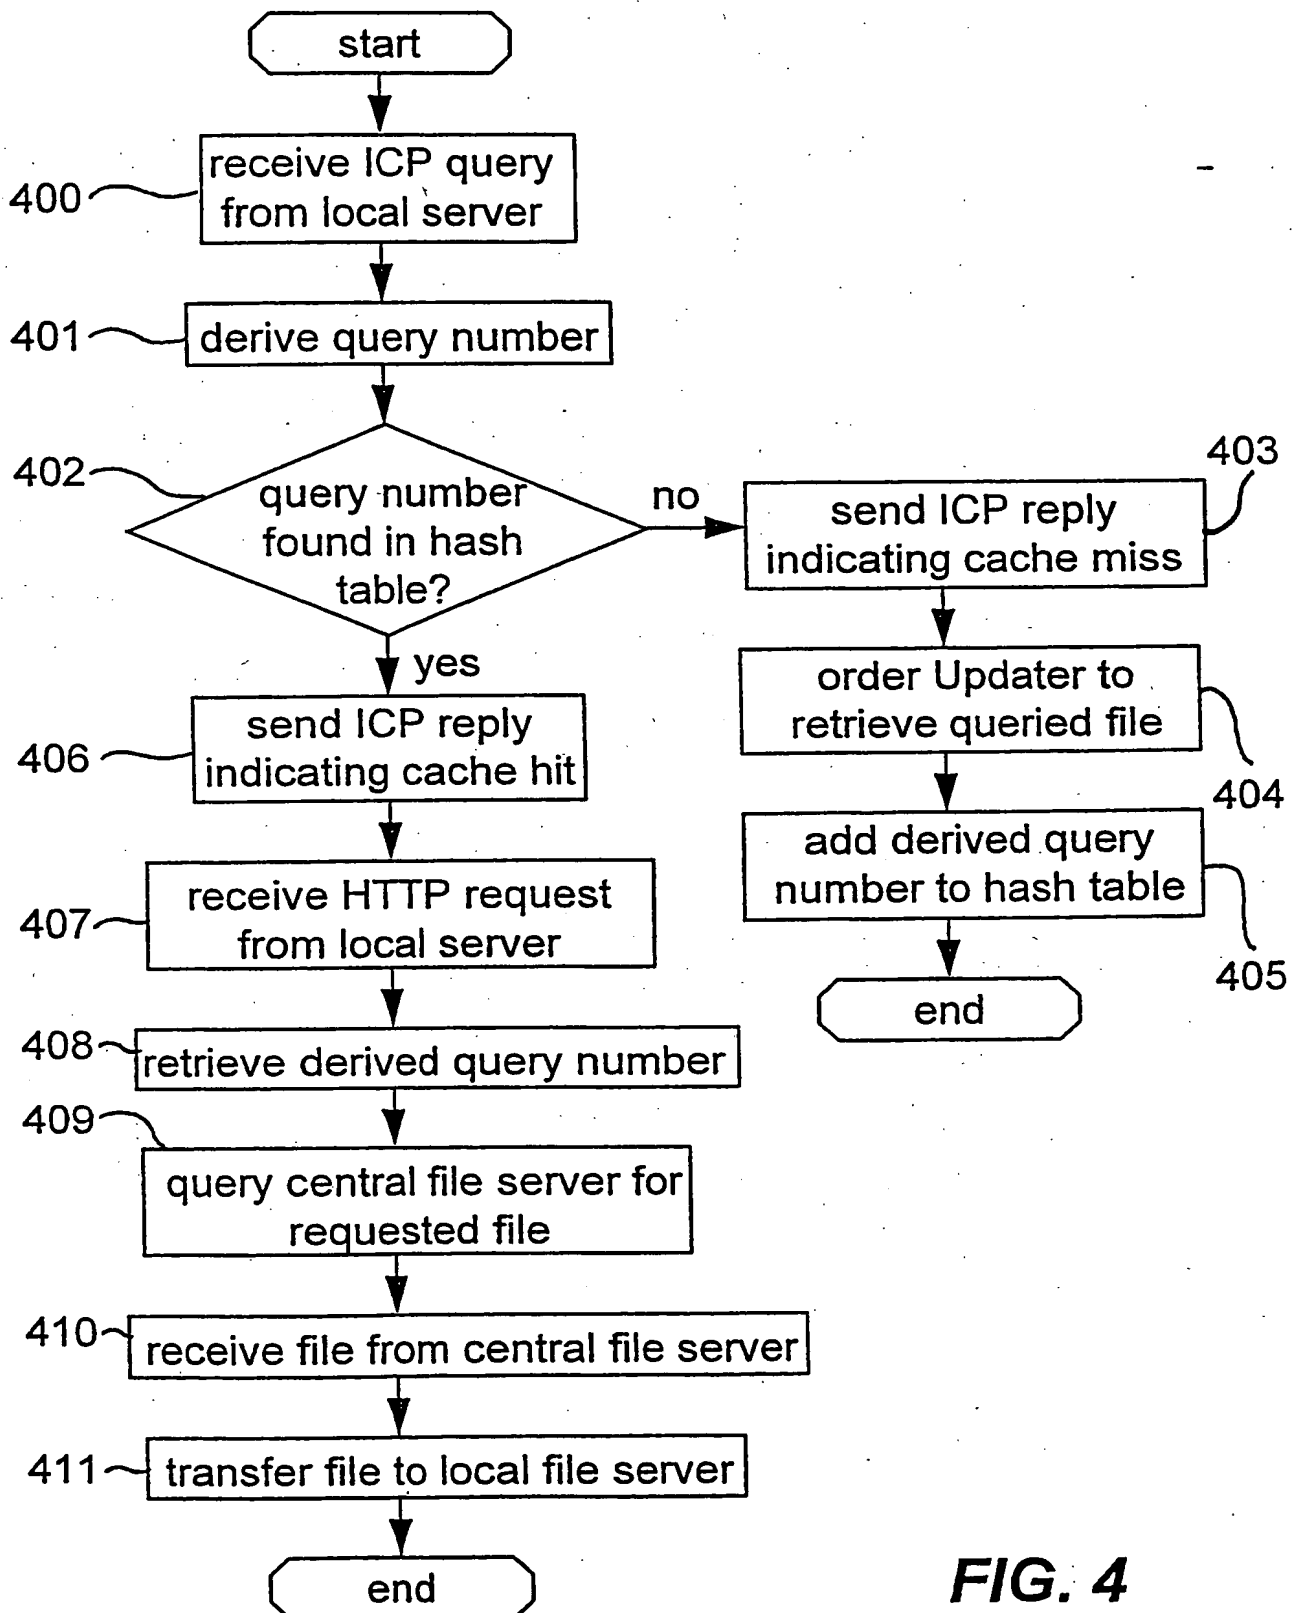 start
receive ICP query
from local server
400
derive query number
401
402
query number
found in hash
table?
no
yes
403
send ICP reply
indicating cache miss
order Updater to
retrieve queried file
404
add derived query
number to hash table
405
end
send ICP reply
indicating cache hit
406
receive HTTP request
from local server
407
408
retrieve derived query number
409
query central file server for
requested file
410
receive file from central file server
411
transfer file to local file server
end
FIG. 4